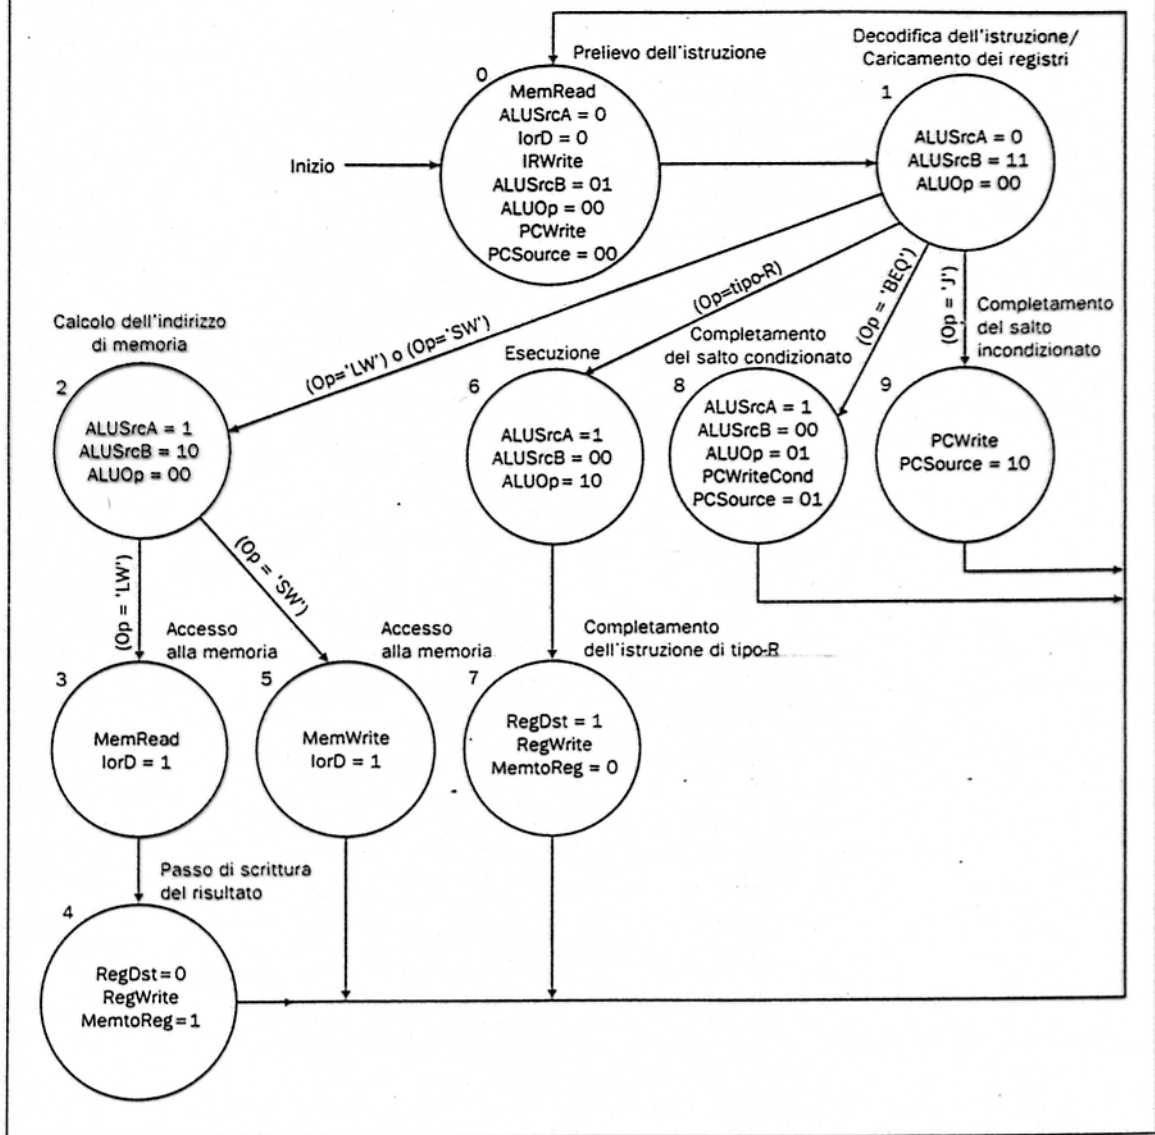 Prelievo dell'istruzione
0
MemRead
ALUSrcA = 0
IorD = 0
IRWrite
ALUSrcB = 01
ALUOp = 00
PCWrite
PCSource = 00
Inizio
Decodifica dell'istruzione/
Caricamento dei registri
1
ALUSrcA = 0
ALUSrcB = 11
ALUOp = 00
(Op='LW') o (Op='SW')
(Op=tipo-R)
(Op = 'BEQ')
(Op = 'J')
Calcolo dell'indirizzo
di memoria
2
ALUSrcA = 1
ALUSrcB = 10
ALUOp = 00
Esecuzione
6
ALUSrcA =1
ALUSrcB = 00
ALUOp= 10
Completamento
del salto condizionato
8
ALUSrcA = 1
ALUSrcB = 00
ALUOp = 01
PCWriteCond
PCSource = 01
Completamento
del salto
incondizionato
9
PCWrite
PCSource = 10
(Op = 'LW')
(Op = 'SW')
Accesso
alla memoria
3
MemRead
IorD = 1
Accesso
alla memoria
5
MemWrite
IorD = 1
Completamento
dell'istruzione di tipo-R
7
RegDst = 1
RegWrite
MemtoReg = 0
Passo di scrittura
del risultato
4
RegDst=0
RegWrite
MemtoReg=1